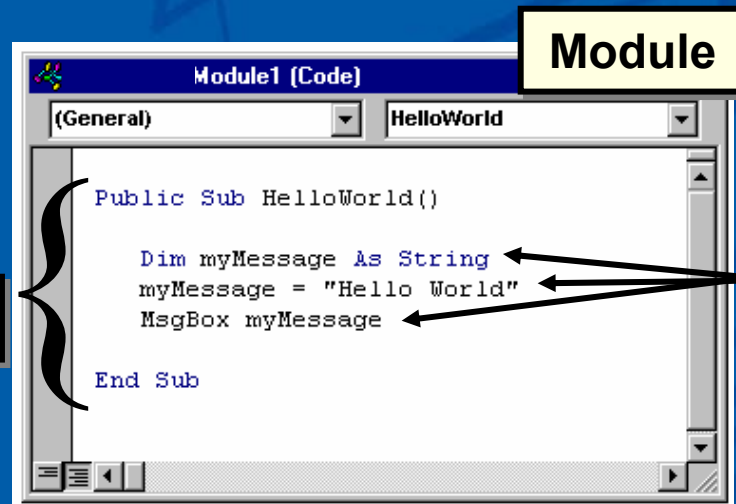 Module
Module1 (Code)
(General) HelloWorld
Public Sub HelloWorld()
Dim myMessage As String
myMessage = "Hello World"
MsgBox myMessage
End Sub